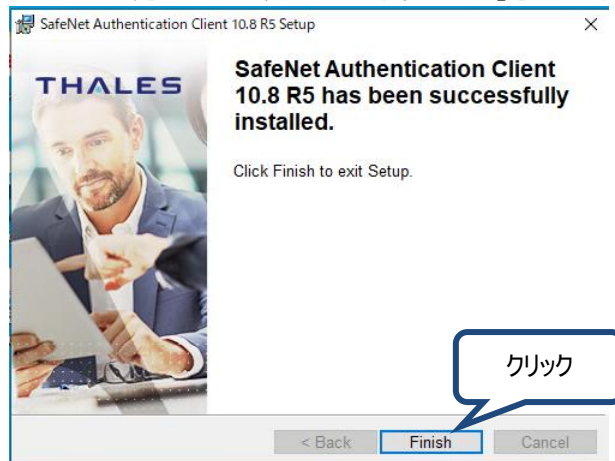 SafeNet Authentication Client 10.8 R5 Setup
THALES
SafeNet Authentication Client
10.8 R5 has been successfully
installed.
Click Finish to exit Setup.
クリック
< Back
Finish
Cancel